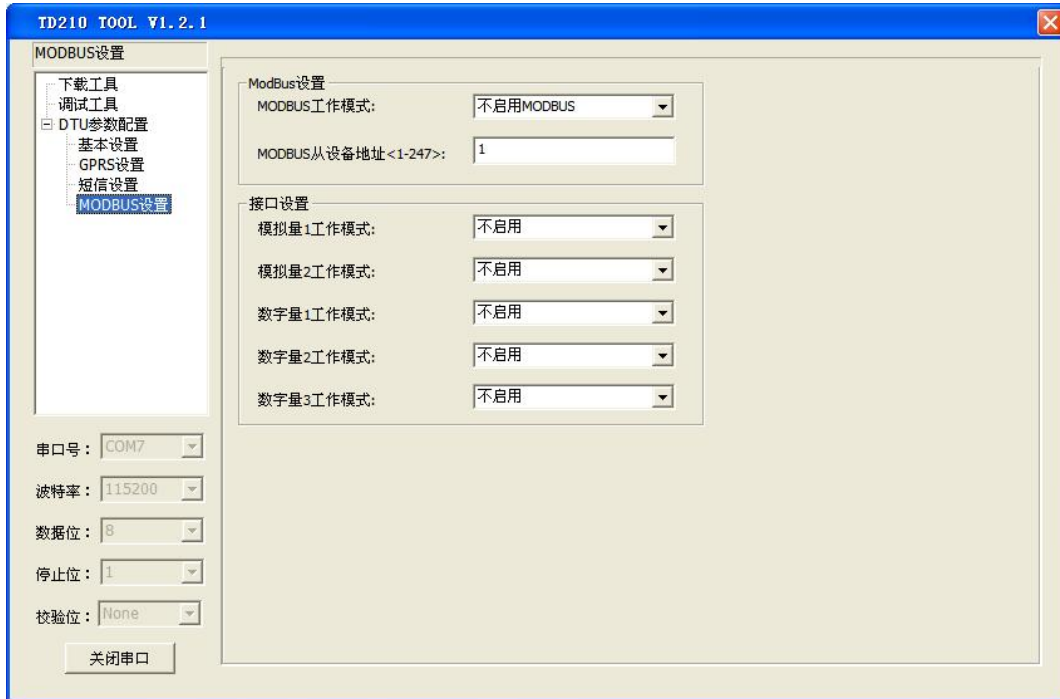 TD210 TOOL V1.2.1
MODBUS设置
下载工具
调试工具
DTU参数配置
基本设置
GPRS设置
短信设置
MODBUS设置
ModBus设置
MODBUS工作模式: 不启用MODBUS
MODBUS从设备地址<1-247>: 1
接口设置
模拟量1工作模式: 不启用
模拟量2工作模式: 不启用
数字量1工作模式: 不启用
数字量2工作模式: 不启用
数字量3工作模式: 不启用
串口号： COM7
波特率： 115200
数据位： 8
停止位： 1
校验位： None
关闭串口